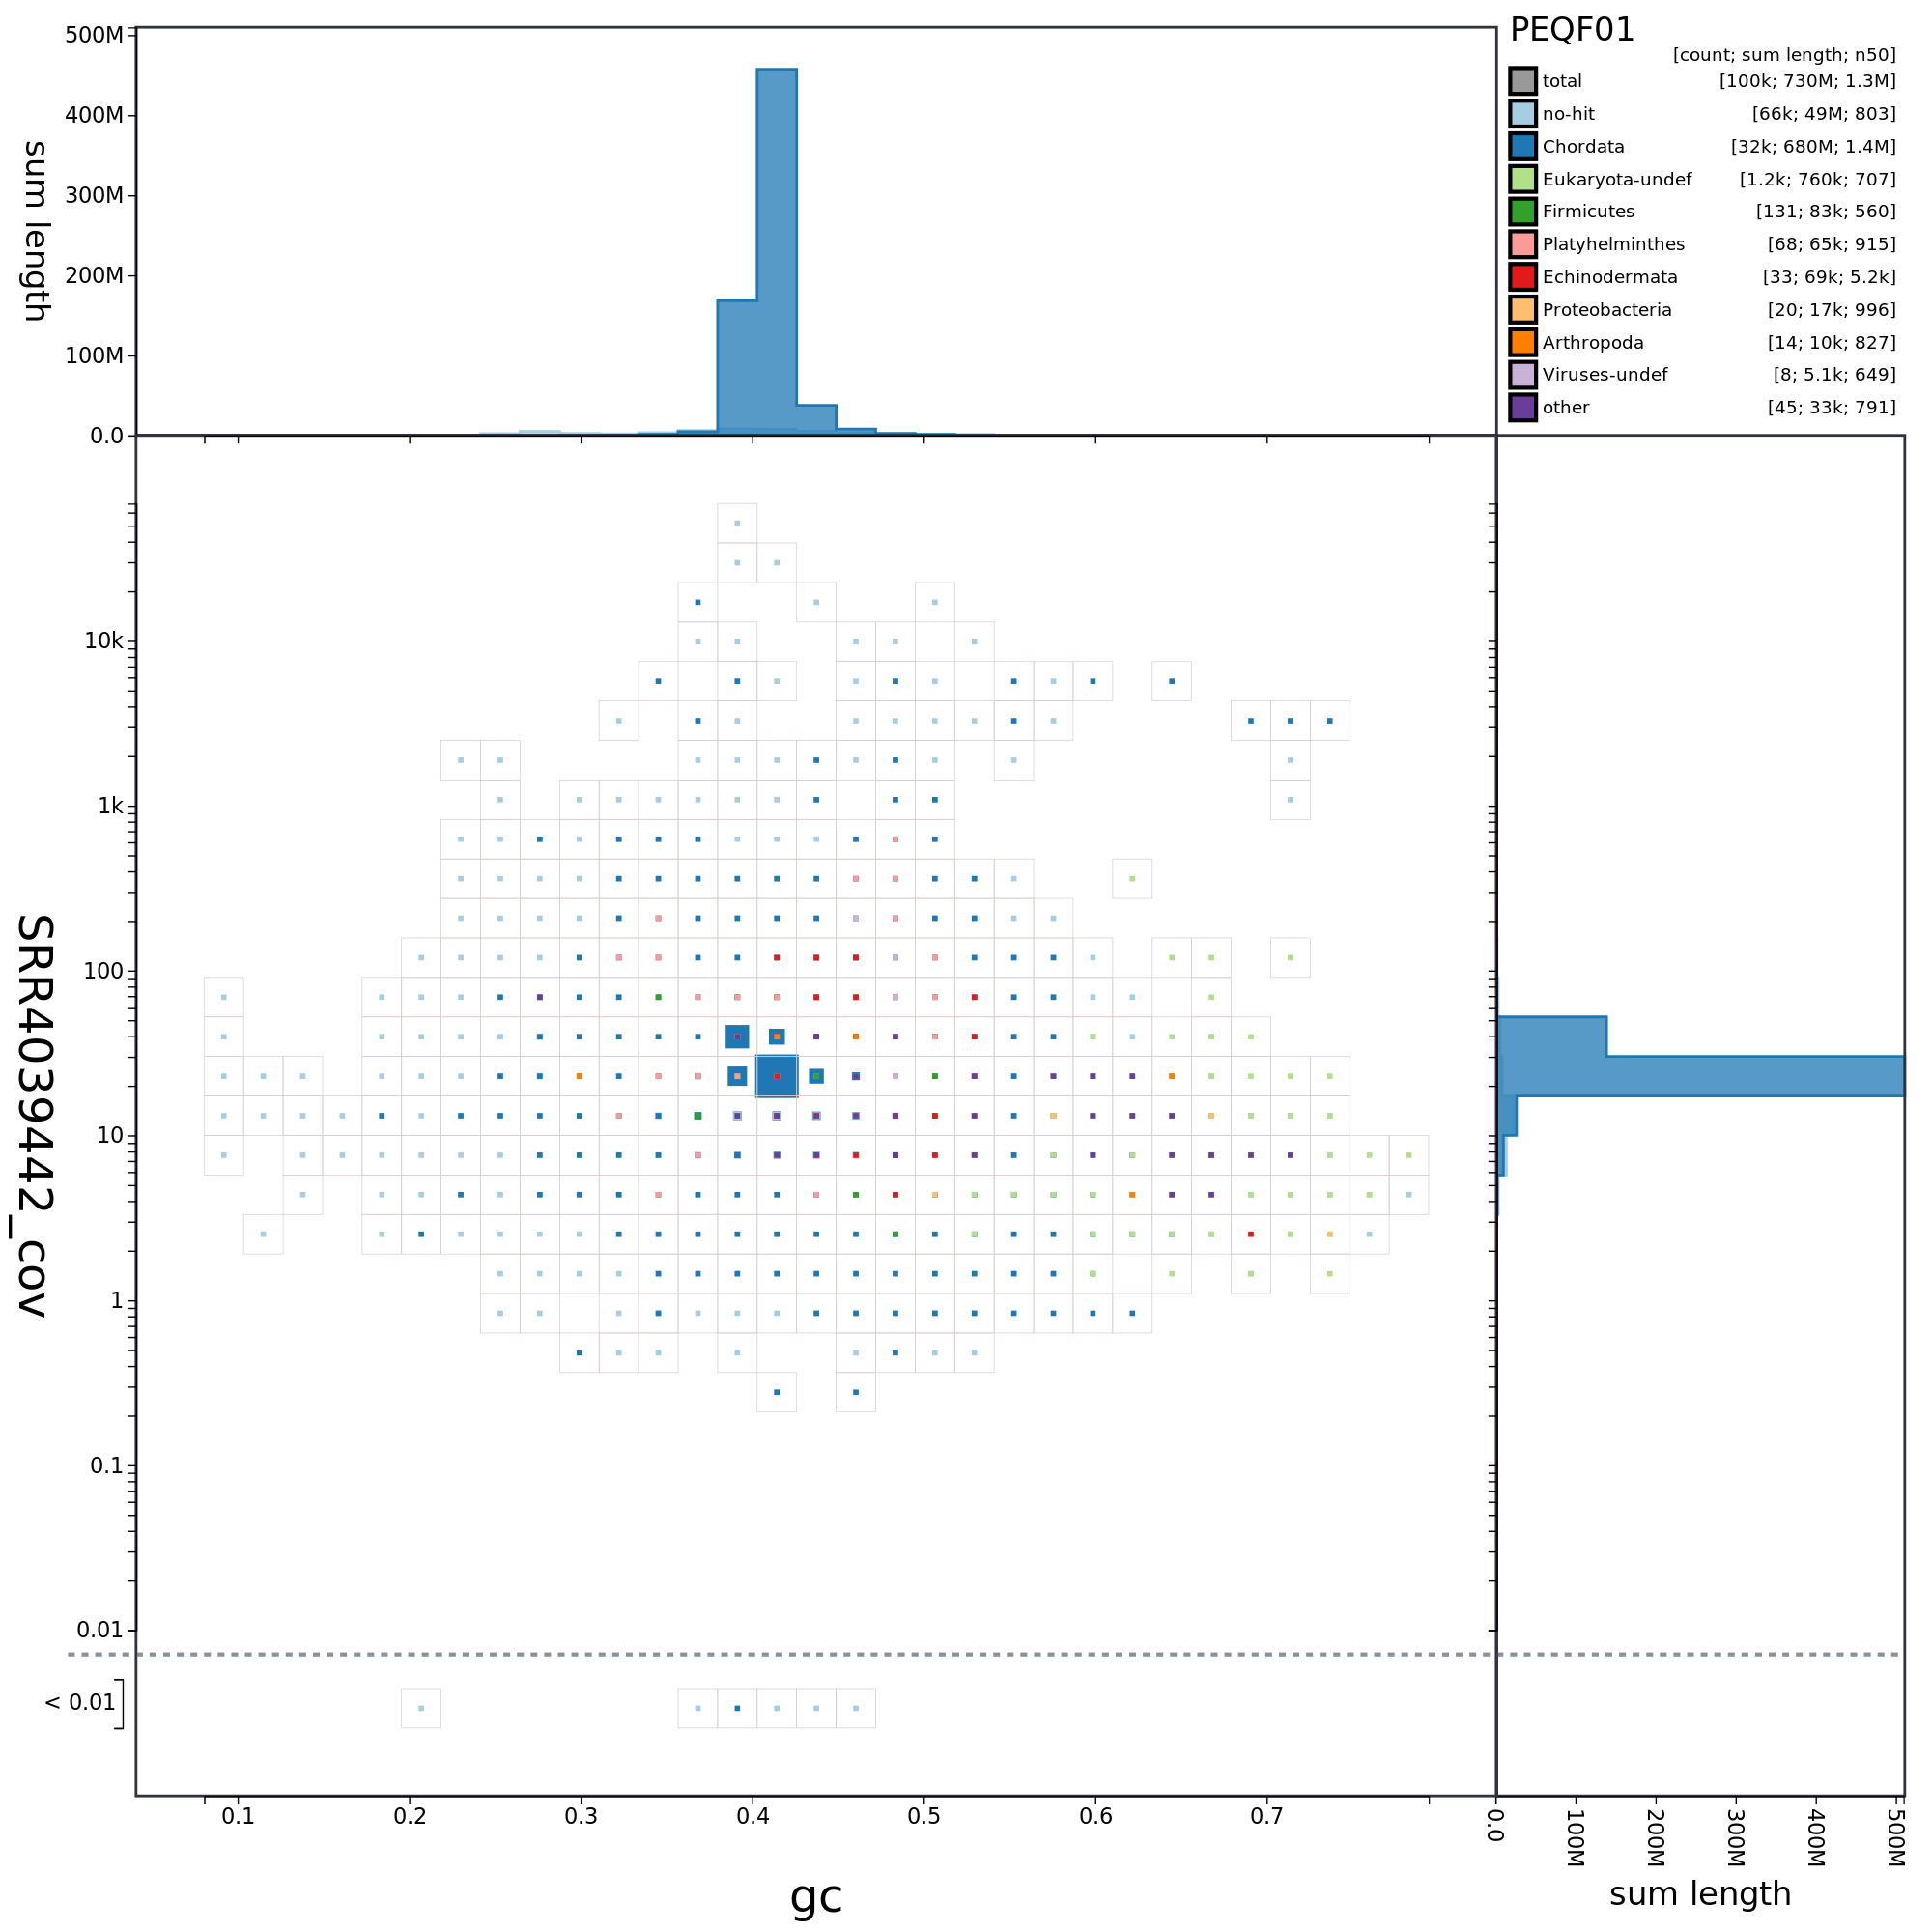 PEQF01
[count; sum length; n50]
total [100k; 730M; 1.3M]
no-hit [66k; 49M; 803]
Chordata [32k; 680M; 1.4M]
Eukaryota-undef [1.2k; 760k; 707]
Firmicutes [131; 83k; 560]
Platyhelminthes [68; 65k; 915]
Echinodermata [33; 69k; 5.2k]
Proteobacteria [20; 17k; 996]
Arthropoda [14; 10k; 827]
Viruses-undef [8; 5.1k; 649]
other [45; 33k; 791]
sum length
500M
400M
300M
200M
100M
0.0
SRR4039442_cov
10k
1k
100
10
1
0.1
0.01
< 0.01
0.1 0.2 0.3 0.4 0.5 0.6 0.7
gc
0.0 100M 200M 300M 400M 500M
sum length